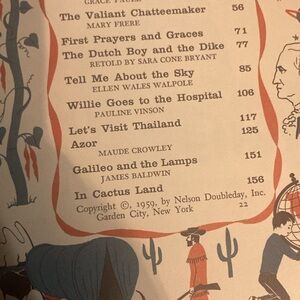 GRACE PAULL
The Valiant Chatteemaker 56
MARY FRERE
First Prayers and Graces 71
The Dutch Boy and the Dike 77
RETOLD BY SARA CONE BRYANT
Tell Me About the Sky 85
ELLEN WALES WALPOLE
Willie Goes to the Hospital 106
PAULINE VINSON
Let's Visit Thailand 117
Azor 125
MAUDE CROWLEY
Galileo and the Lamps 151
JAMES BALDWIN
In Cactus Land 156
Copyright ©, 1959, by Nelson Doubleday, Inc.
Garden City, New York 22